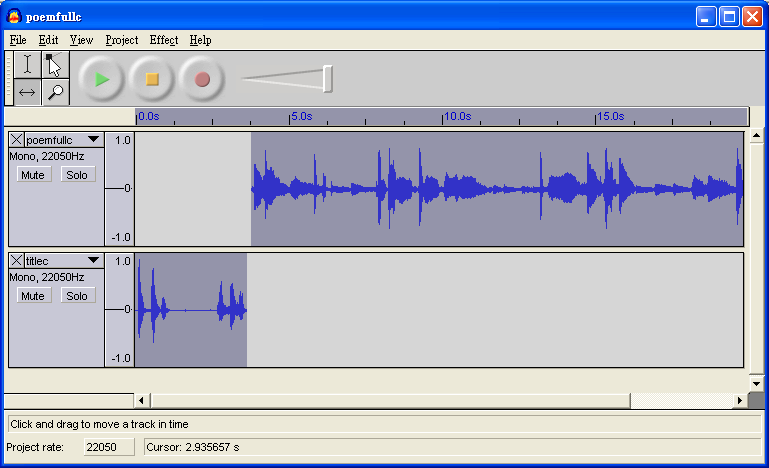 poemfullc
File Edit View Project Effect Help
0.0s 5.0s 10.0s 15.0s
poemfullc
Mono, 22050Hz
Mute Solo
1.0
0
-1.0
titlec
Mono, 22050Hz
Mute Solo
1.0
0
-1.0
Click and drag to move a track in time
Project rate: 22050 Cursor: 2.935657 s